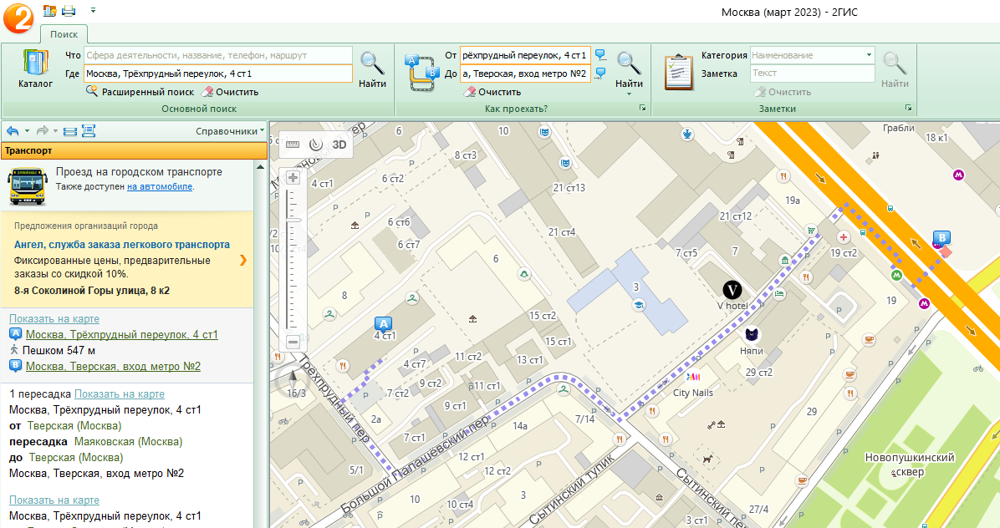 Москва (март 2023) - 2ГИС
Поиск
Каталог
Что Сфера деятельности, название, телефон, маршрут
Где Москва, Трёхпрудный переулок, 4 ст1
Найти
Расширенный поиск Очистить
Основной поиск
От рёхпрудный переулок, 4 ст1
До а, Тверская, вход метро №2
Найти
Очистить
Как проехать?
Категория Наименование
Заметка Текст
Найти
Очистить
Заметки
Справочники
Транспорт
Проезд на городском транспорте
Также доступен на автомобиле.
Предложения организаций города
Ангел, служба заказа легкового транспорта
Фиксированные цены, предварительные
заказы со скидкой 10%.
8-я Соколиной Горы улица, 8 к2
Показать на карте
A Москва, Трёхпрудный переулок, 4 ст1
Пешком 547 м
B Москва, Тверская, вход метро №2
1 пересадка Показать на карте
Москва, Трёхпрудный переулок, 4 ст1
от Тверская (Москва)
пересадка Маяковская (Москва)
до Тверская (Москва)
Москва, Тверская, вход метро №2
Показать на карте
Москва, Трёхпрудный переулок, 4 ст1
3D
6
10
Грабли
18 к1
8 ст3
4 ст1
6 ст2
21 ст13
19а
21 ст12
6 ст6
6 ст7
21 ст4
7 ст5
7
19 ст2
B
6
3
8
V
V hotel
19
15 ст2
A
4 ст1
15 ст1
Няпи
11 ст2
13 ст1
4 ст7
29 ст2
9 ст2
11 ст1
16/3
7 ст2
City Nails
9 ст1
29
2а
14а
7/14
7 ст1
Трёхпрудный пер
Большой Палашёвский пер
12 ст1
5/1
12 ст2
Новопушкинский
сквер
10
10 ст4
3
Сытинский тупик
Сытинский пер
27/4
3 ст1